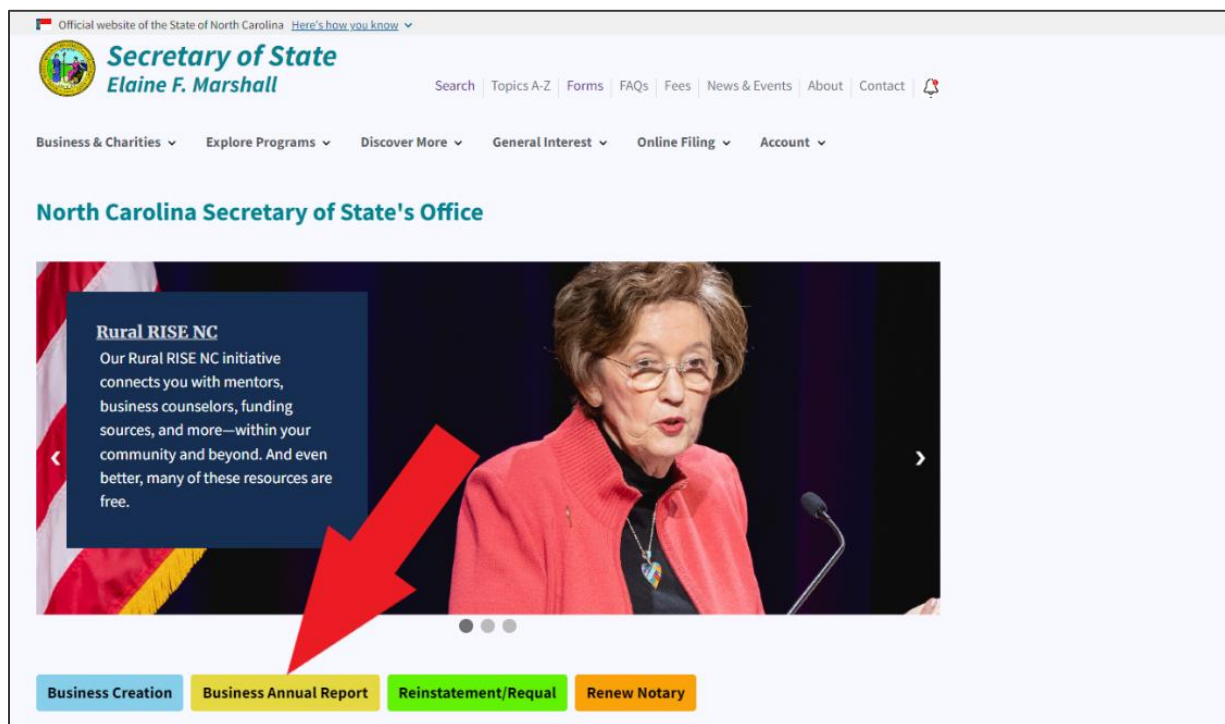 Official website of the State of North Carolina Here's how you know
Secretary of State
Elaine F. Marshall
Search Topics A-Z Forms FAQs Fees News & Events About Contact
Business & Charities Explore Programs Discover More General Interest Online Filing Account
North Carolina Secretary of State's Office
Rural RISE NC
Our Rural RISE NC initiative
connects you with mentors,
business counselors, funding
sources, and more—within your
community and beyond. And even
better, many of these resources are
free.
Business Creation Business Annual Report Reinstatement/Requal Renew Notary